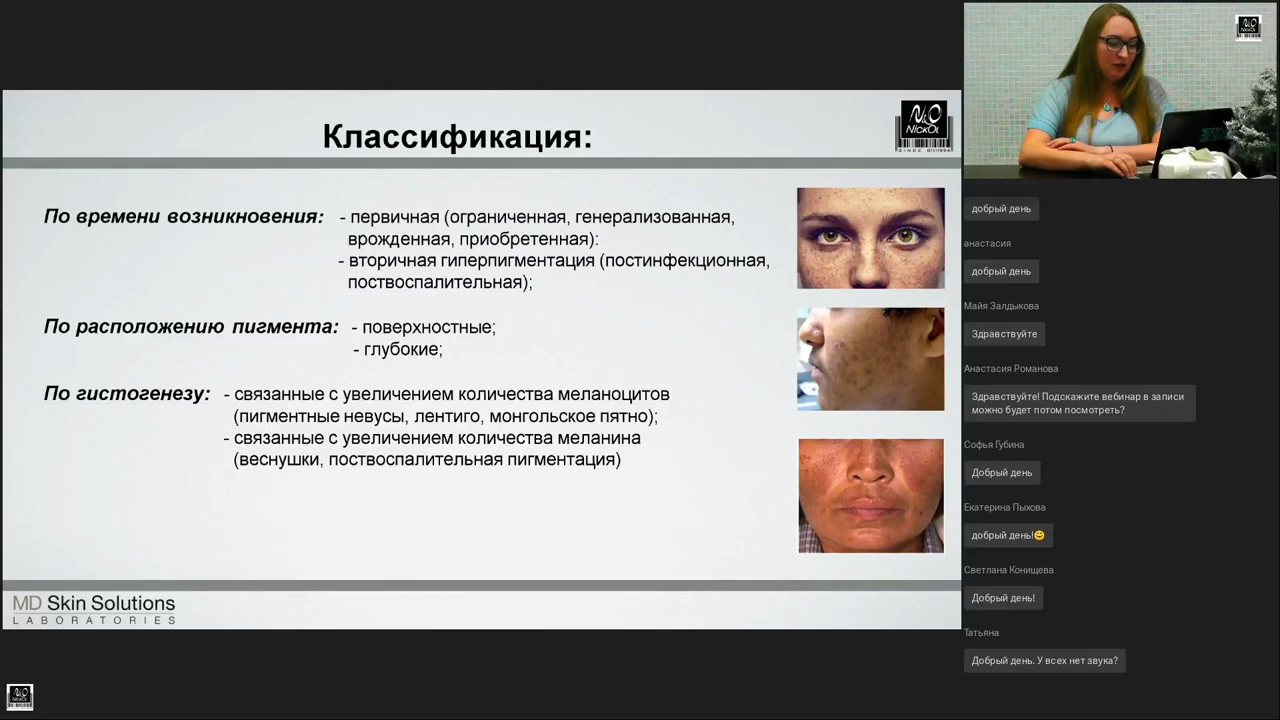 Классификация:
NickOl
SINCE 01/1994
По времени возникновения: - первичная (ограниченная, генерализованная,
врожденная, приобретенная):
- вторичная гиперпигментация (постинфекционная,
поствоспалительная);
По расположению пигмента: - поверхностные;
- глубокие;
По гистогенезу: - связанные с увеличением количества меланоцитов
(пигментные невусы, лентиго, монгольское пятно);
- связанные с увеличением количества меланина
(веснушки, поствоспалительная пигментация)
MD Skin Solutions
LABORATORIES
добрый день
анастасия
добрый день
Майя Залдыкова
Здравствуйте
Анастасия Романова
Здравствуйте! Подскажите вебинар в записи
можно будет потом посмотреть?
Софья Губина
Добрый день
Екатерина Пыхова
добрый день!😊
Светлана Конищева
Добрый день!
Татьяна
Добрый день. У всех нет звука?